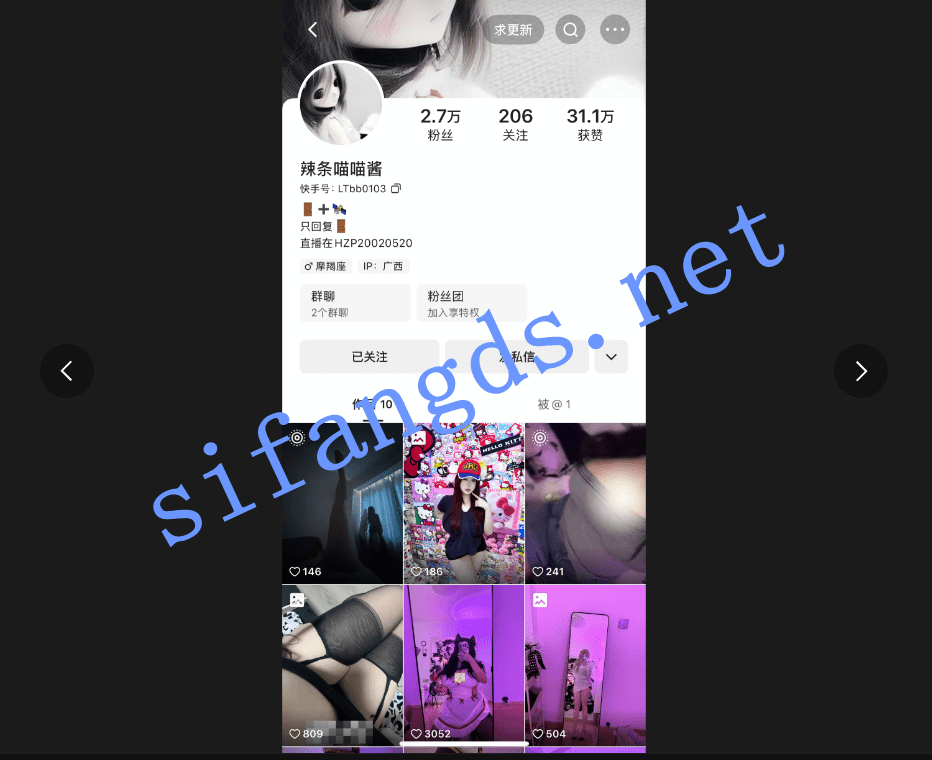 求更新
2.7万
206
31.1万
粉丝
关注
获赞
辣条喵喵酱
快手号: LTbb0103
只回复
直播在HZP20020520
摩羯座
IP: 广西
群聊
2个群聊
粉丝团
加入享特权
已关注
私信
10
被@1
HELLO KITTY
146
186
241
809
3052
504
sifangds.net